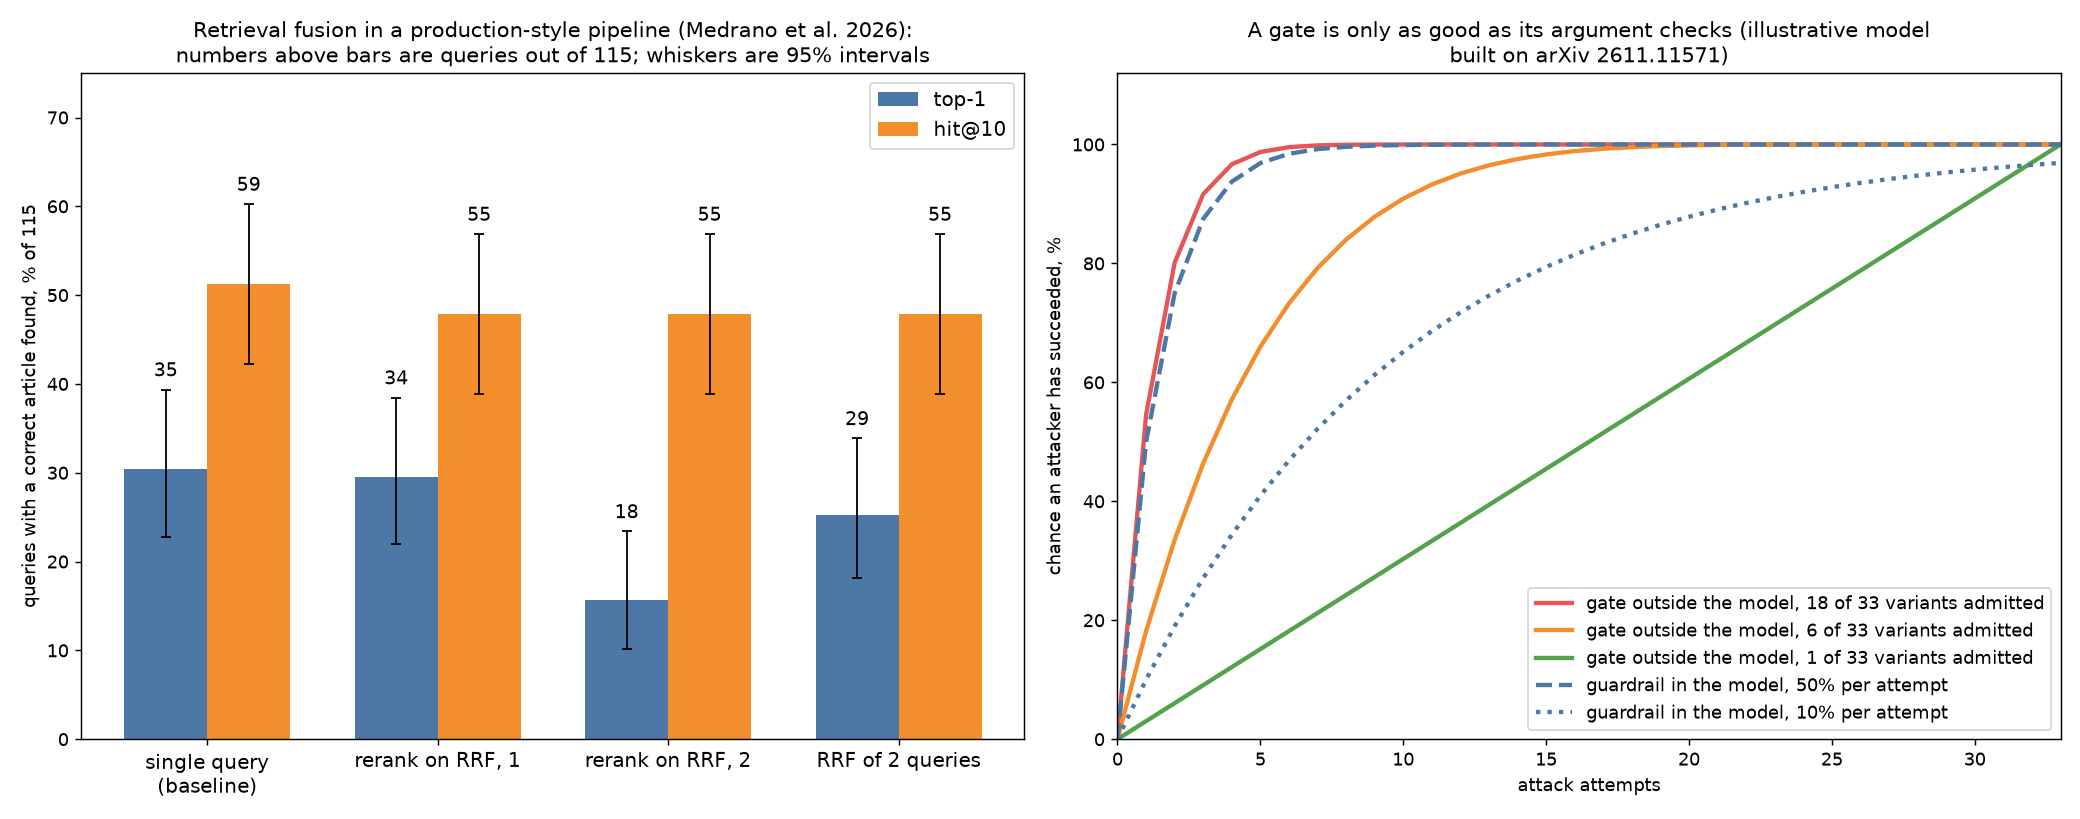 Retrieval fusion in a production-style pipeline (Medrano et al. 2026):
numbers above bars are queries out of 115; whiskers are 95% intervals
queries with a correct article found, % of 115
70
60
50
40
30
20
10
0
top-1
hit@10
35
59
34
55
18
55
29
55
single query
(baseline)
rerank on RRF, 1
rerank on RRF, 2
RRF of 2 queries
A gate is only as good as its argument checks (illustrative model
built on arXiv 2611.11571)
chance an attacker has succeeded, %
100
80
60
40
20
0
gate outside the model, 18 of 33 variants admitted
gate outside the model, 6 of 33 variants admitted
gate outside the model, 1 of 33 variants admitted
guardrail in the model, 50% per attempt
guardrail in the model, 10% per attempt
0
5
10
15
20
25
30
attack attempts